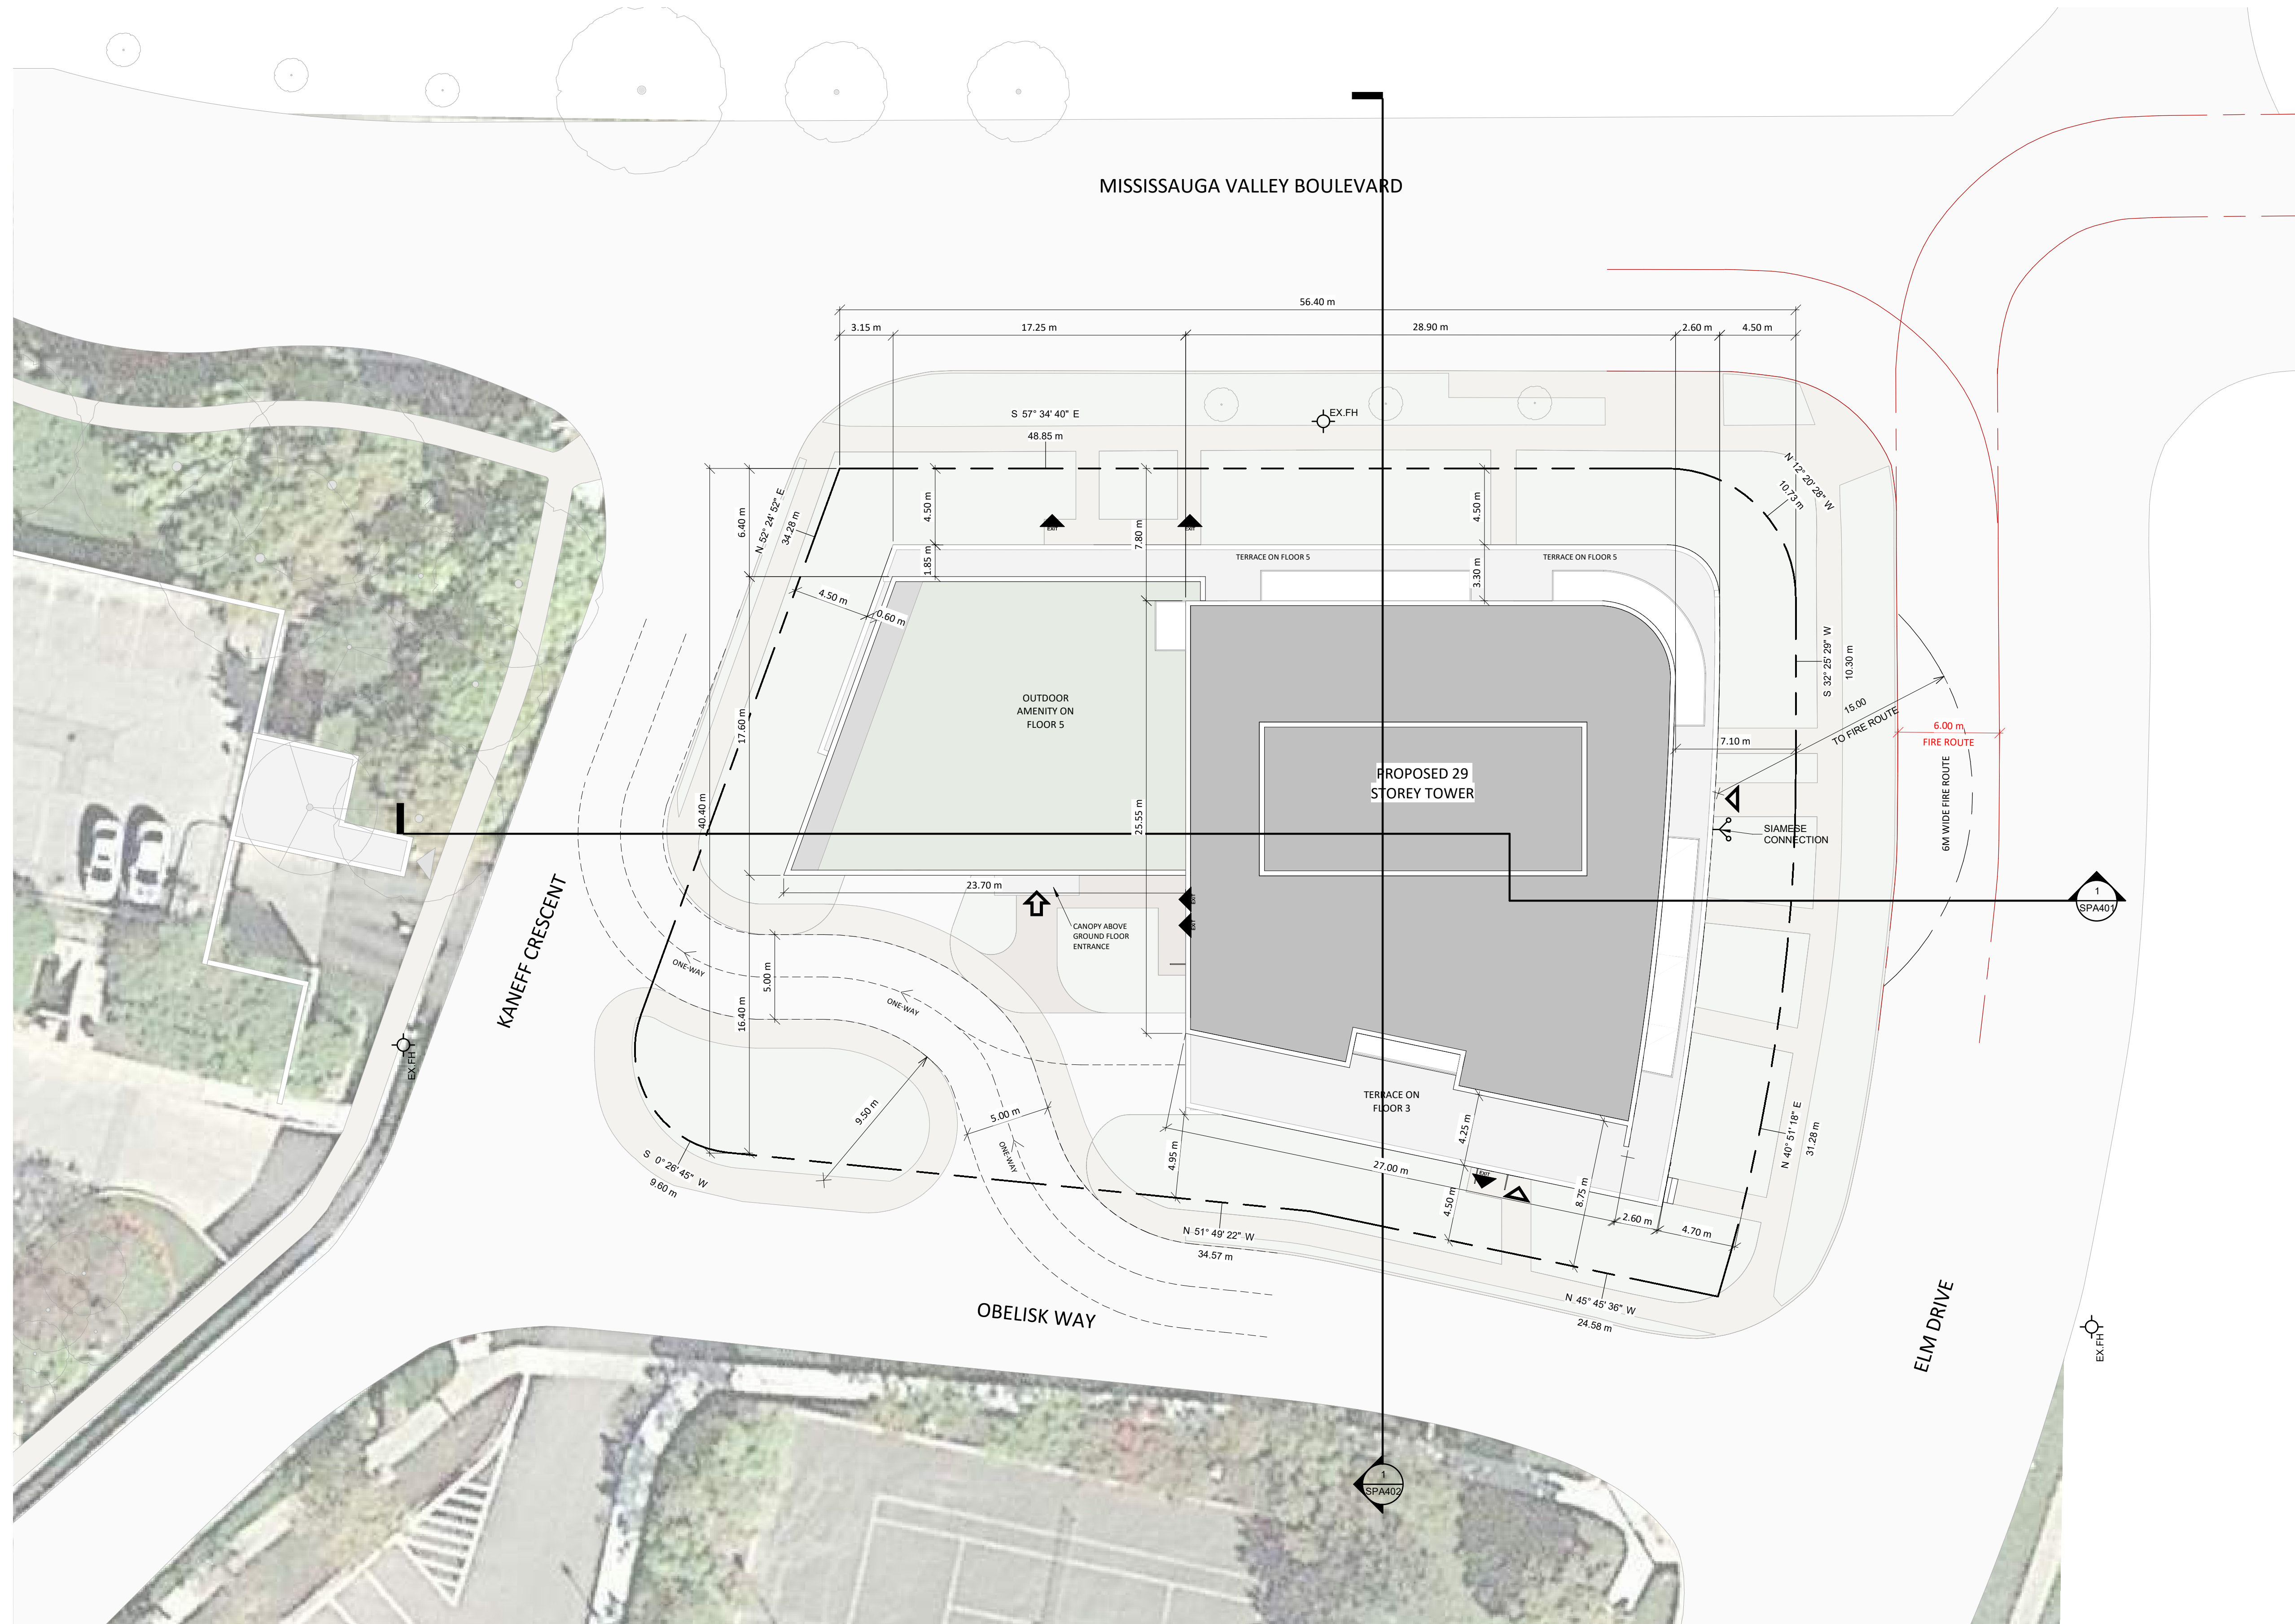 MISSISSAUGA VALLEY BOULEVARD
56.40 m
3.15 m
17.25 m
28.90 m
2.60 m
4.50 m
S 57° 34' 40" E
48.85 m
EX.FH
N 12° 20' 28" W
10.73 m
N 52° 24' 52" E
34.28 m
6.40 m
4.50 m
1.85 m
7.80 m
4.50 m
3.30 m
EXIT
EXIT
TERRACE ON FLOOR 5
TERRACE ON FLOOR 5
4.50 m
0.60 m
OUTDOOR
AMENITY ON
FLOOR 5
S 32° 25' 29" W
10.30 m
15.00
TO FIRE ROUTE
6.00 m
FIRE ROUTE
7.10 m
6M WIDE FIRE ROUTE
17.60 m
40.40 m
25.55 m
PROPOSED 29
STOREY TOWER
SIAMESE
CONNECTION
1
SPA401
23.70 m
EXIT
EXIT
CANOPY ABOVE
GROUND FLOOR
ENTRANCE
KANEFF CRESCENT
ONE-WAY
ONE-WAY
5.00 m
16.40 m
EX.FH
9.50 m
5.00 m
ONE-WAY
TERRACE ON
FLOOR 3
4.25 m
4.95 m
27.00 m
EXIT
4.50 m
8.75 m
2.60 m
4.70 m
N 40° 51' 18" E
31.28 m
S 0° 26' 45" W
9.60 m
N 51° 49' 22" W
34.57 m
N 45° 45' 36" W
24.58 m
OBELISK WAY
ELM DRIVE
EX.FH
1
SPA402